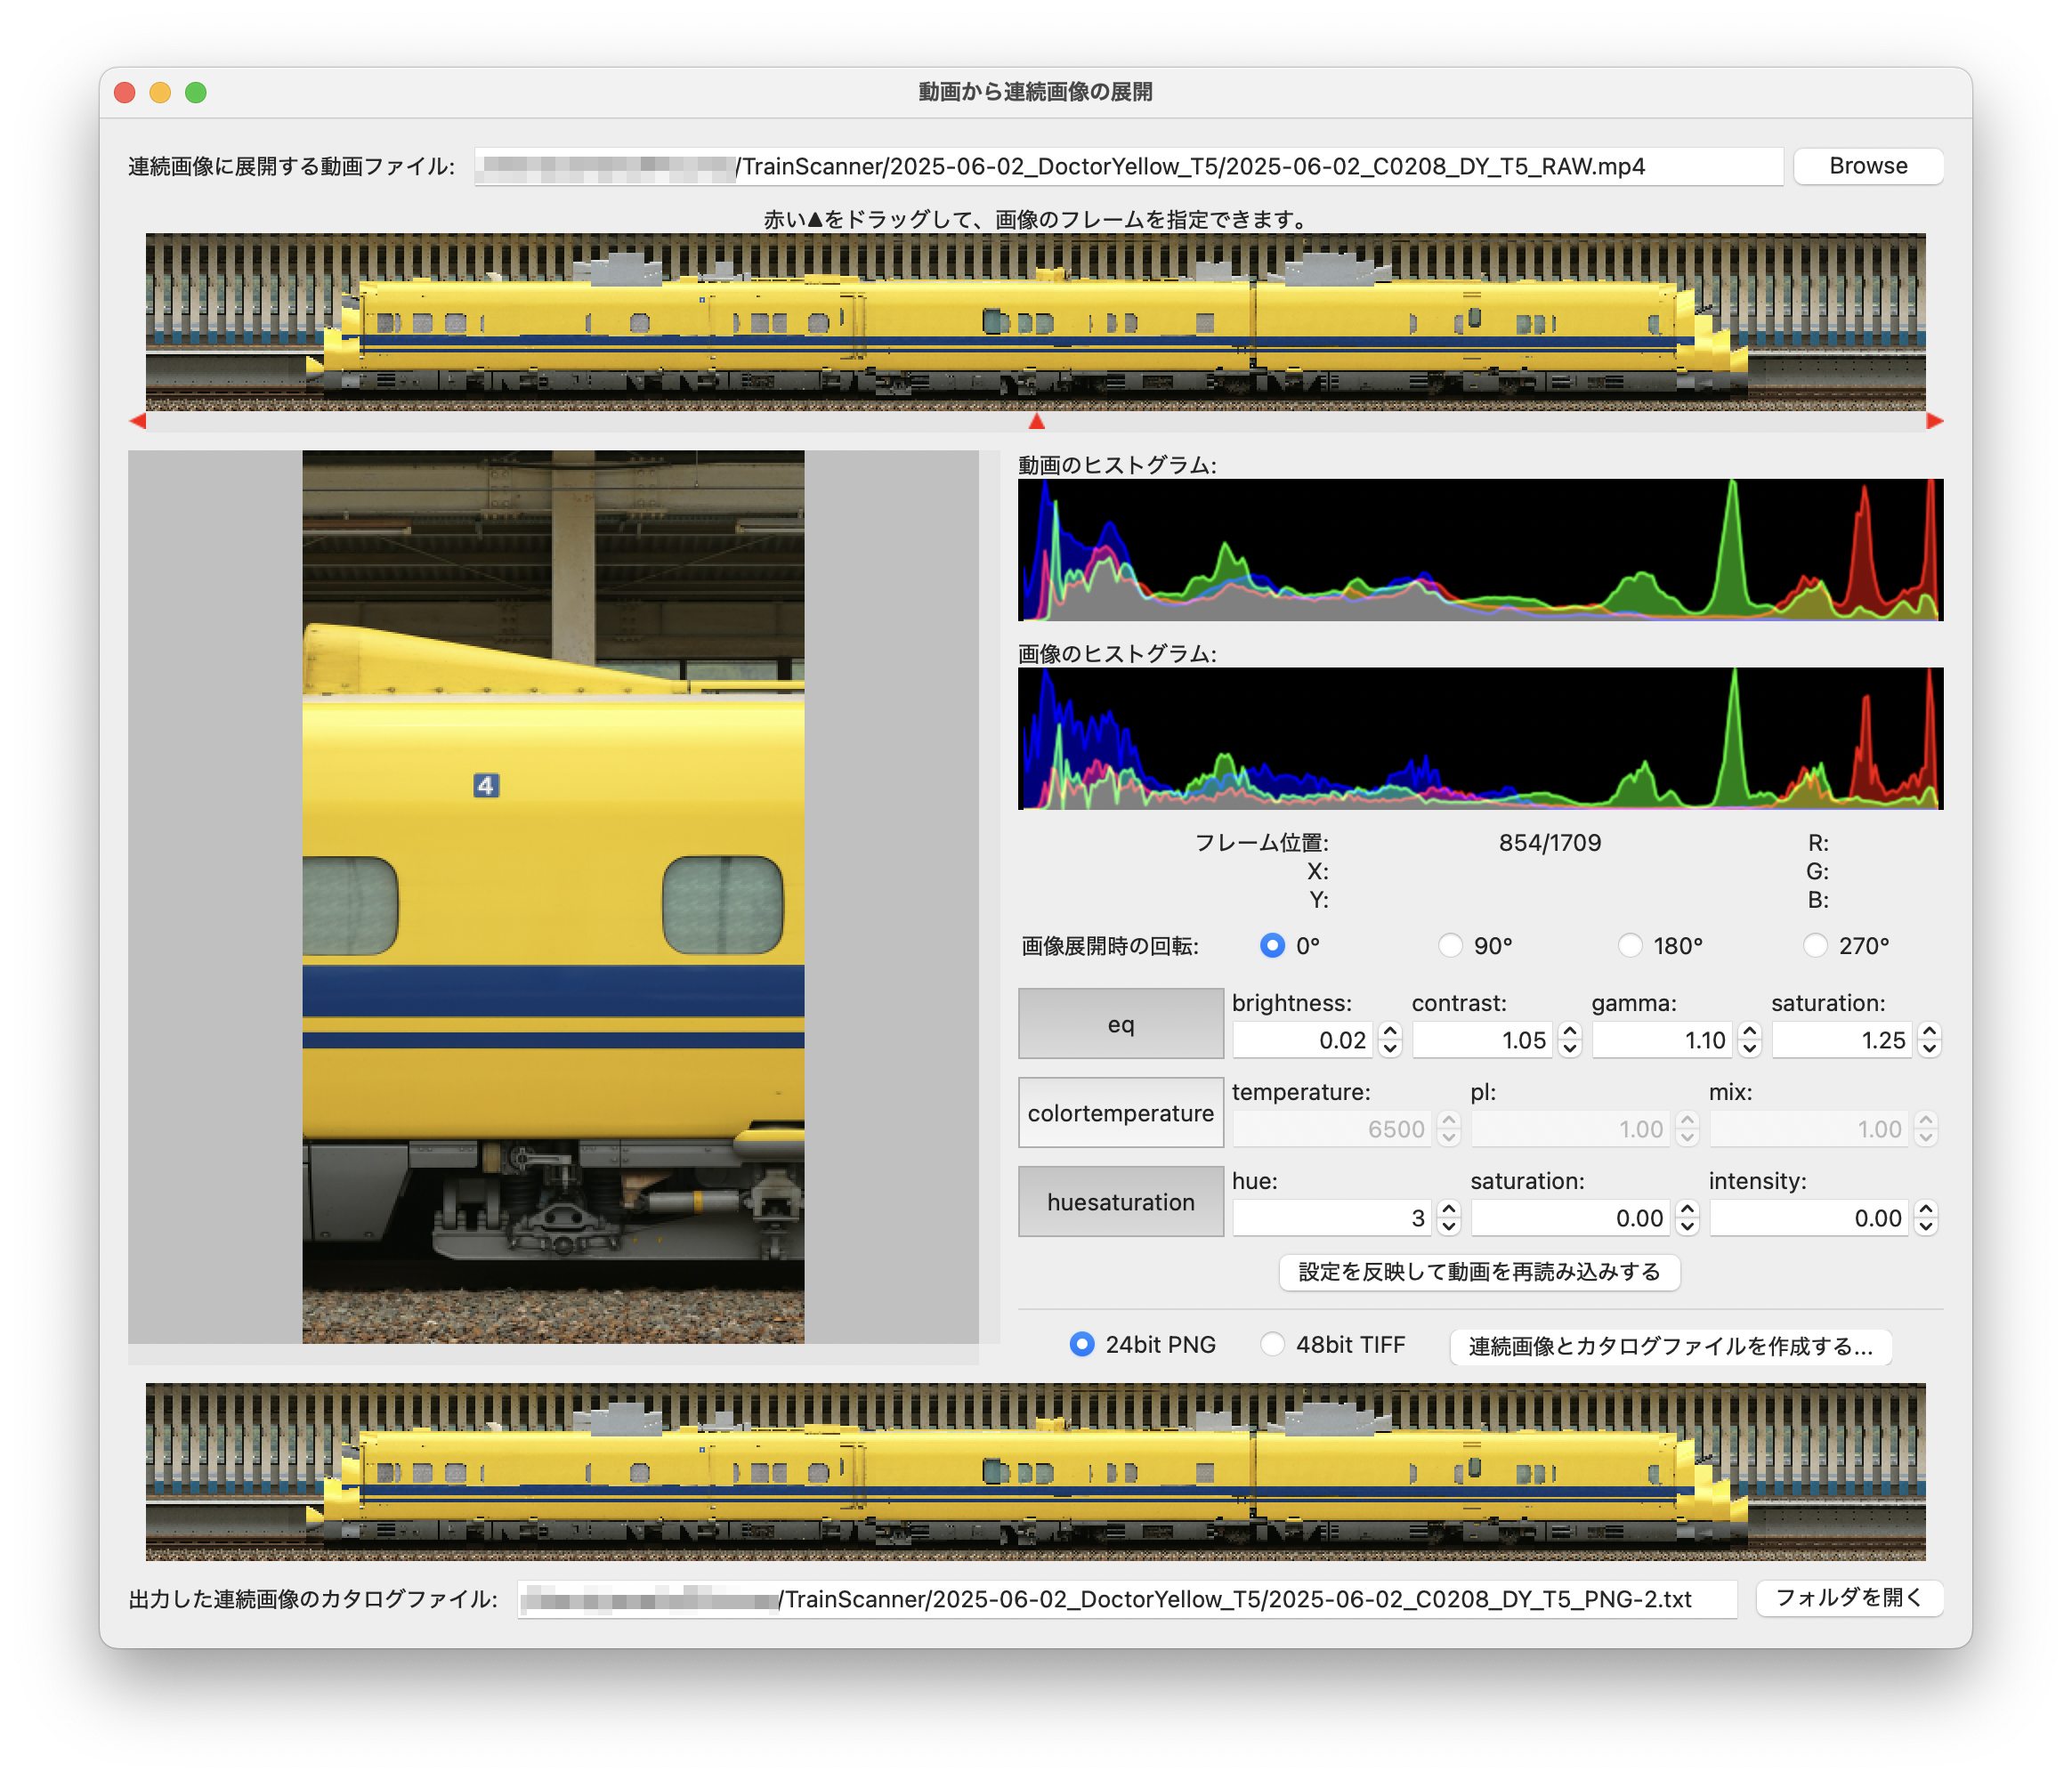 動画から連続画像の展開
連続画像に展開する動画ファイル: /TrainScanner/2025-06-02_DoctorYellow_T5/2025-06-02_C0208_DY_T5_RAW.mp4 Browse
赤い▲をドラッグして、画像のフレームを指定できます。
4
動画のヒストグラム:
画像のヒストグラム:
フレーム位置: 854/1709 R:
X: G:
Y: B:
画像展開時の回転: 0° 90° 180° 270°
eq brightness: 0.02 contrast: 1.05 gamma: 1.10 saturation: 1.25
colortemperature temperature: 6500 pl: 1.00 mix: 1.00
huesaturation hue: 3 saturation: 0.00 intensity: 0.00
設定を反映して動画を再読み込みする
24bit PNG 48bit TIFF 連続画像とカタログファイルを作成する...
出力した連続画像のカタログファイル: /TrainScanner/2025-06-02_DoctorYellow_T5/2025-06-02_C0208_DY_T5_PNG-2.txt フォルダを開く